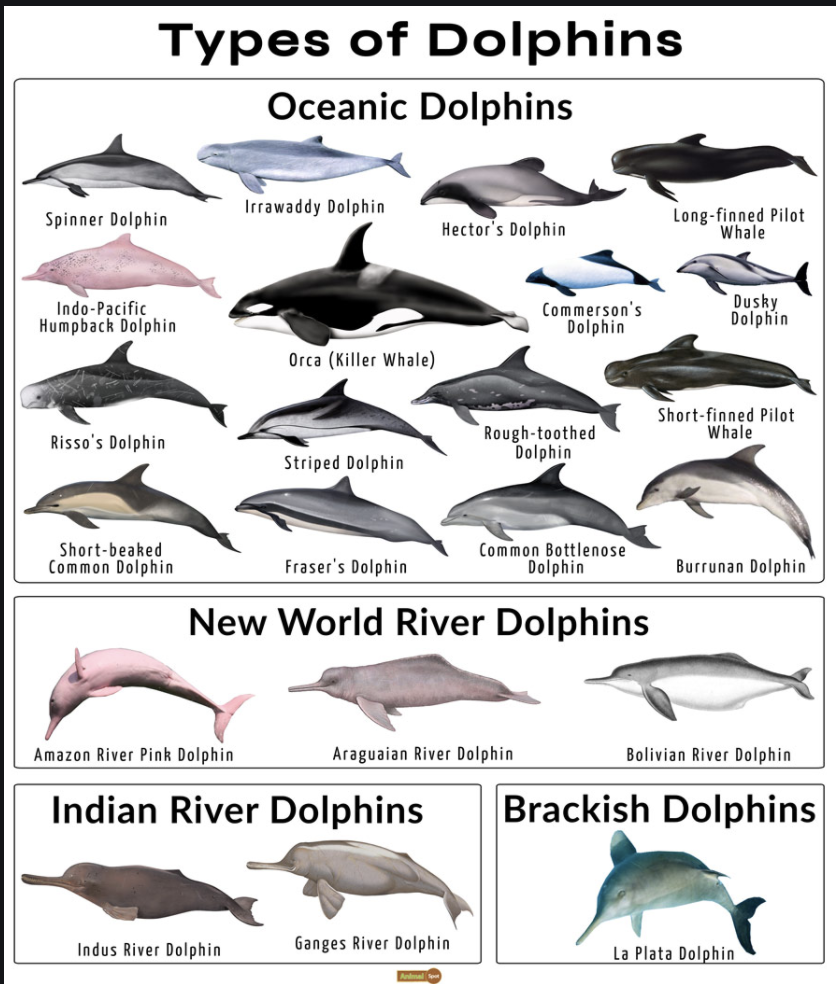 Types of Dolphins
Oceanic Dolphins
Spinner Dolphin
Irrawaddy Dolphin
Hector's Dolphin
Long-finned Pilot
Whale
Indo-Pacific
Humpback Dolphin
Orca (Killer Whale)
Commerson's
Dolphin
Dusky
Dolphin
Risso's Dolphin
Striped Dolphin
Rough-toothed
Dolphin
Short-finned Pilot
Whale
Short-beaked
Common Dolphin
Fraser's Dolphin
Common Bottlenose
Dolphin
Burrunan Dolphin
New World River Dolphins
Amazon River Pink Dolphin
Araguaian River Dolphin
Bolivian River Dolphin
Indian River Dolphins
Indus River Dolphin
Ganges River Dolphin
Brackish Dolphins
La Plata Dolphin
Animal Spot